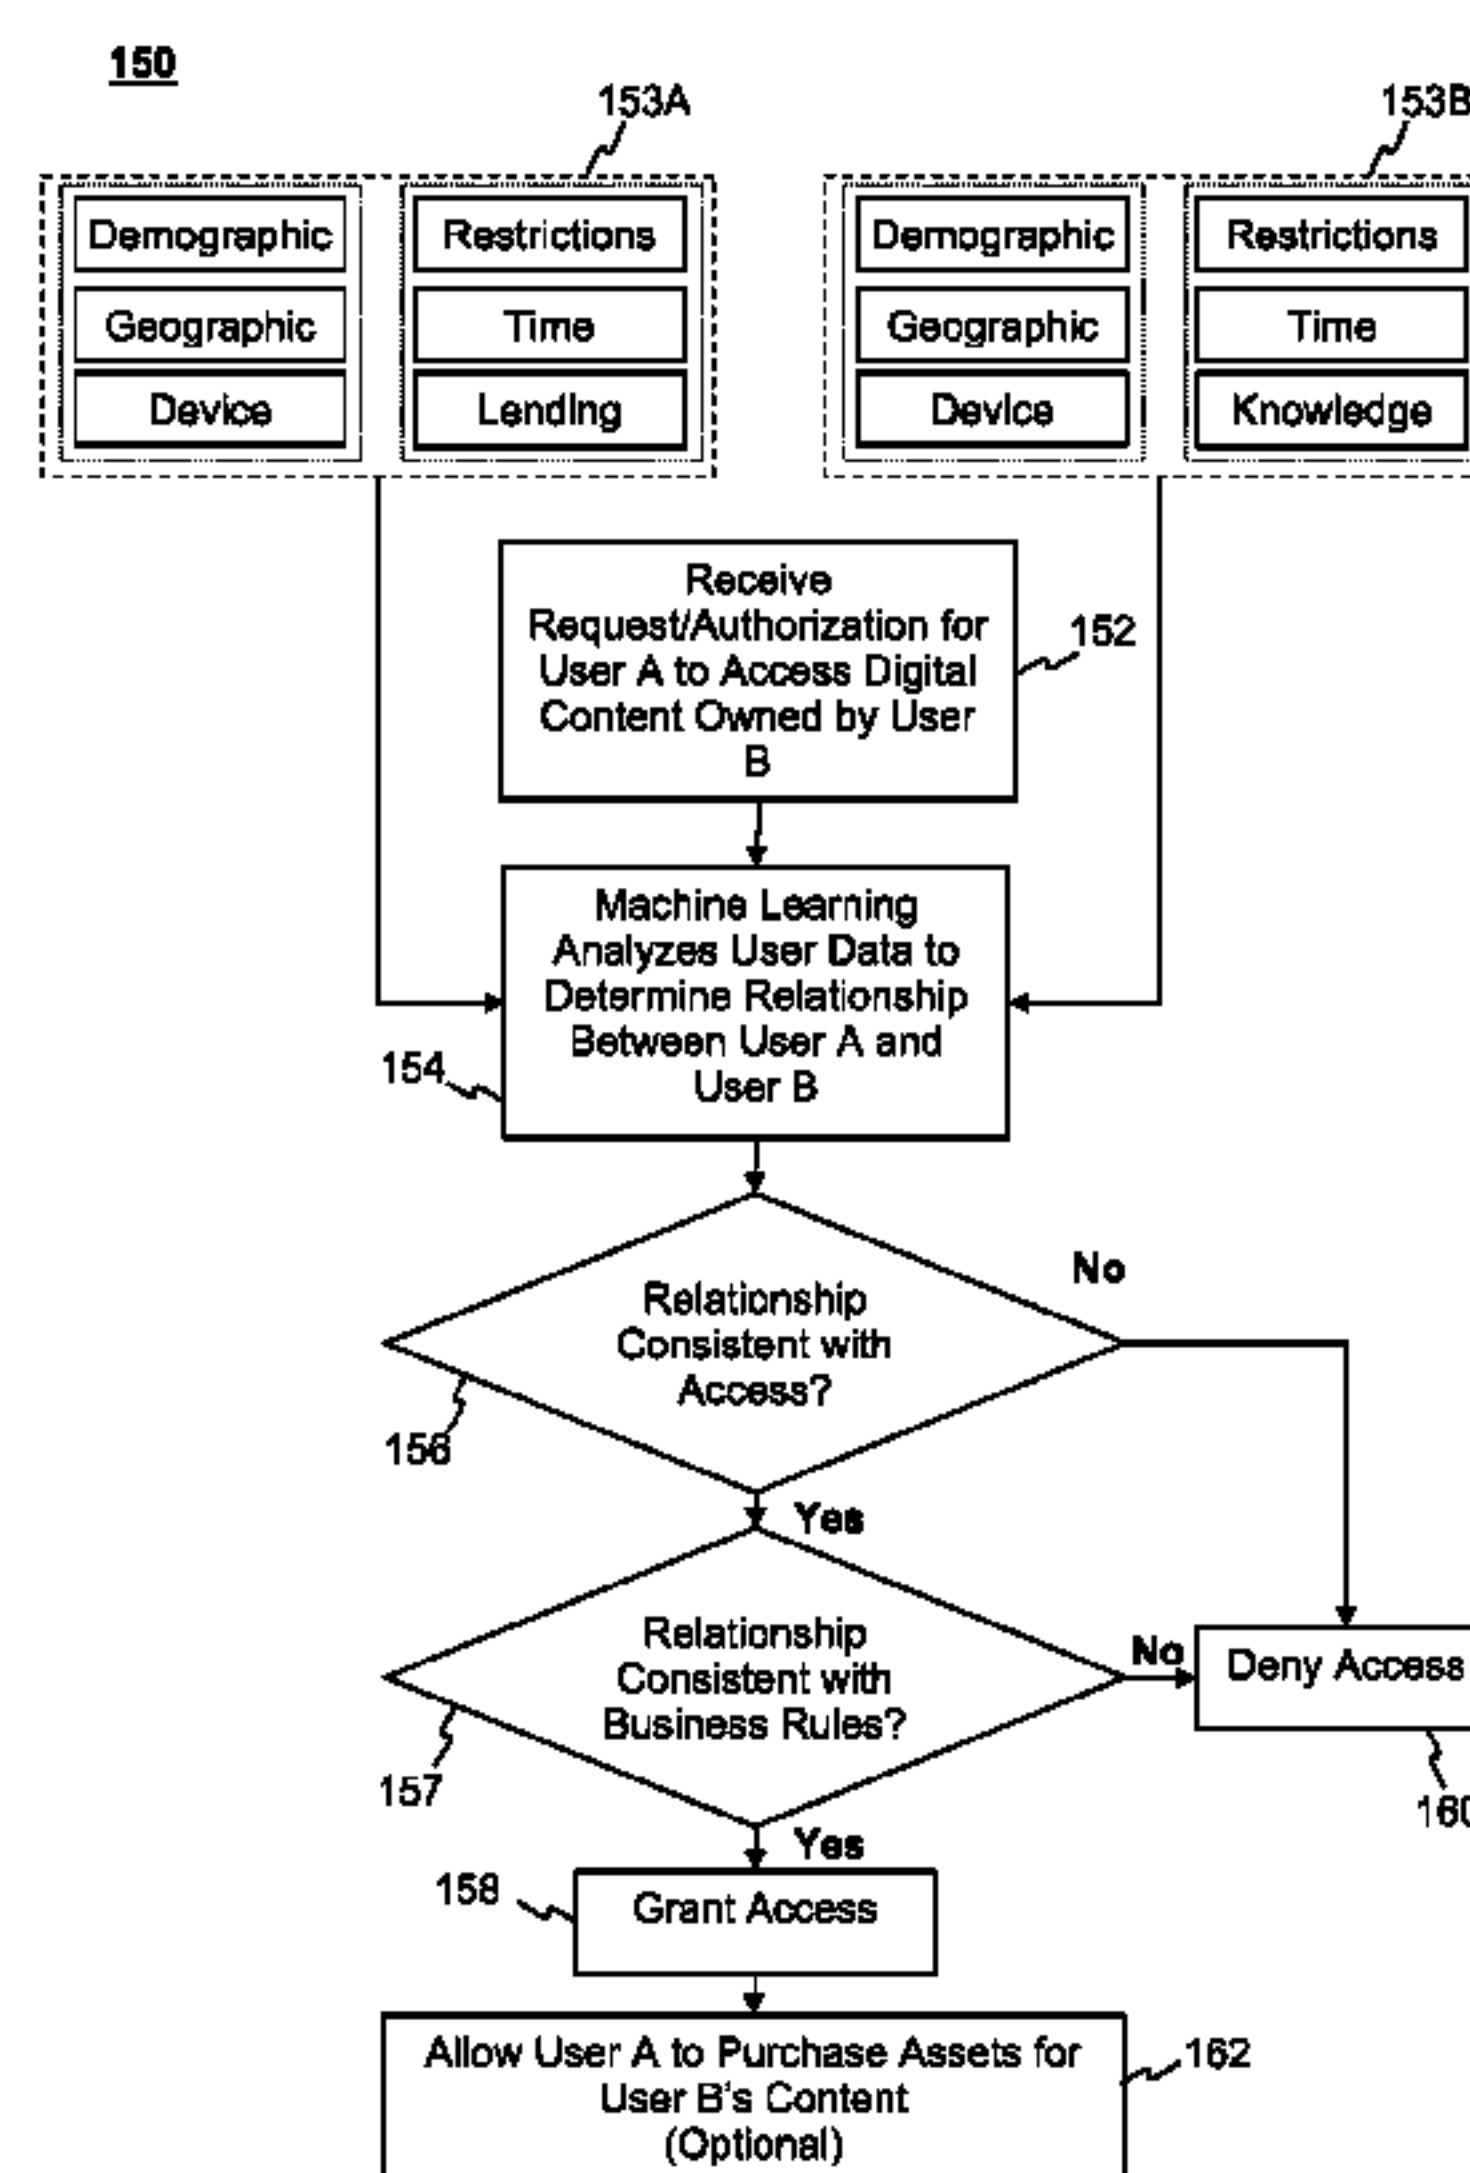 150
153A
153B
Demographic
Restrictions
Geographic
Time
Device
Lending
Demographic
Restrictions
Geographic
Time
Device
Knowledge
Receive
Request/Authorization for
User A to Access Digital
Content Owned by User
B
152
Machine Learning
Analyzes User Data to
Determine Relationship
Between User A and
User B
154
Relationship
Consistent with
Access?
No
156
Yes
Relationship
Consistent with
Business Rules?
No
157
Deny Access
160
Yes
158
Grant Access
Allow User A to Purchase Assets for
User B's Content
(Optional)
162